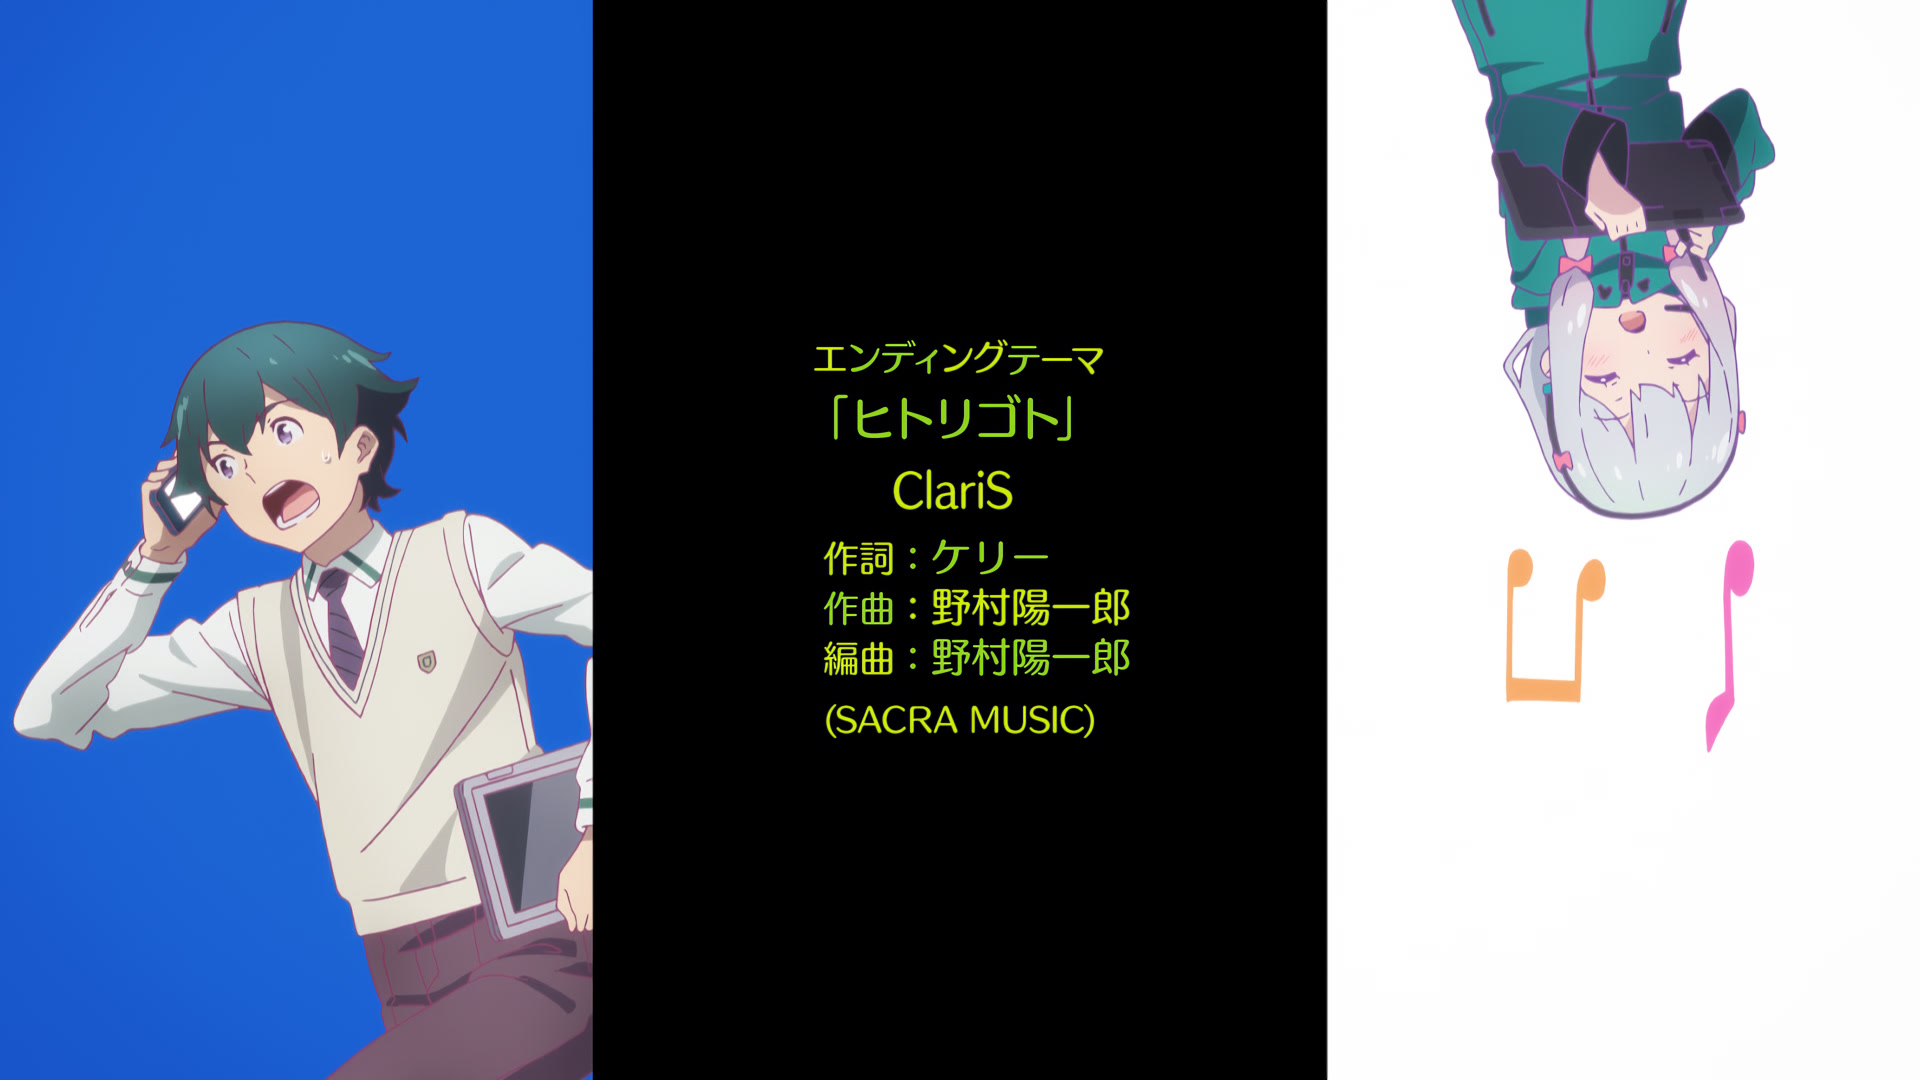 エンディングテーマ
「ヒトリゴト」
ClariS
作詞：ケリー
作曲：野村陽一郎
編曲：野村陽一郎
(SACRA MUSIC)